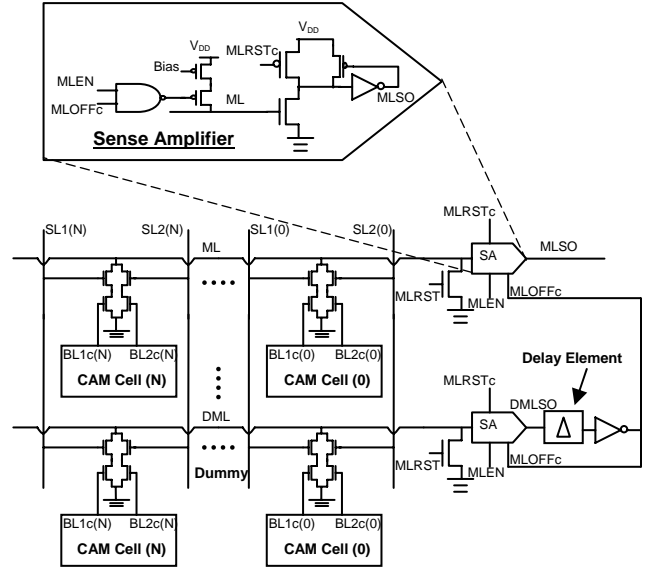 V_DD
V_DD
MLRSTc
Bias
MLEN
MLOFFc
ML
MLSO
Sense Amplifier
SL1(N)
SL2(N)
SL1(0)
SL2(0)
MLRSTc
ML
MLSO
SA
MLRST
MLEN
MLOFFc
BL1c(N)
BL2c(N)
BL1c(0)
BL2c(0)
CAM Cell (N)
CAM Cell (0)
Delay Element
MLRSTc
DML
DMLSO
SA
Δ
MLRST
MLEN
MLOFFc
Dummy
BL1c(N)
BL2c(N)
BL1c(0)
BL2c(0)
CAM Cell (N)
CAM Cell (0)